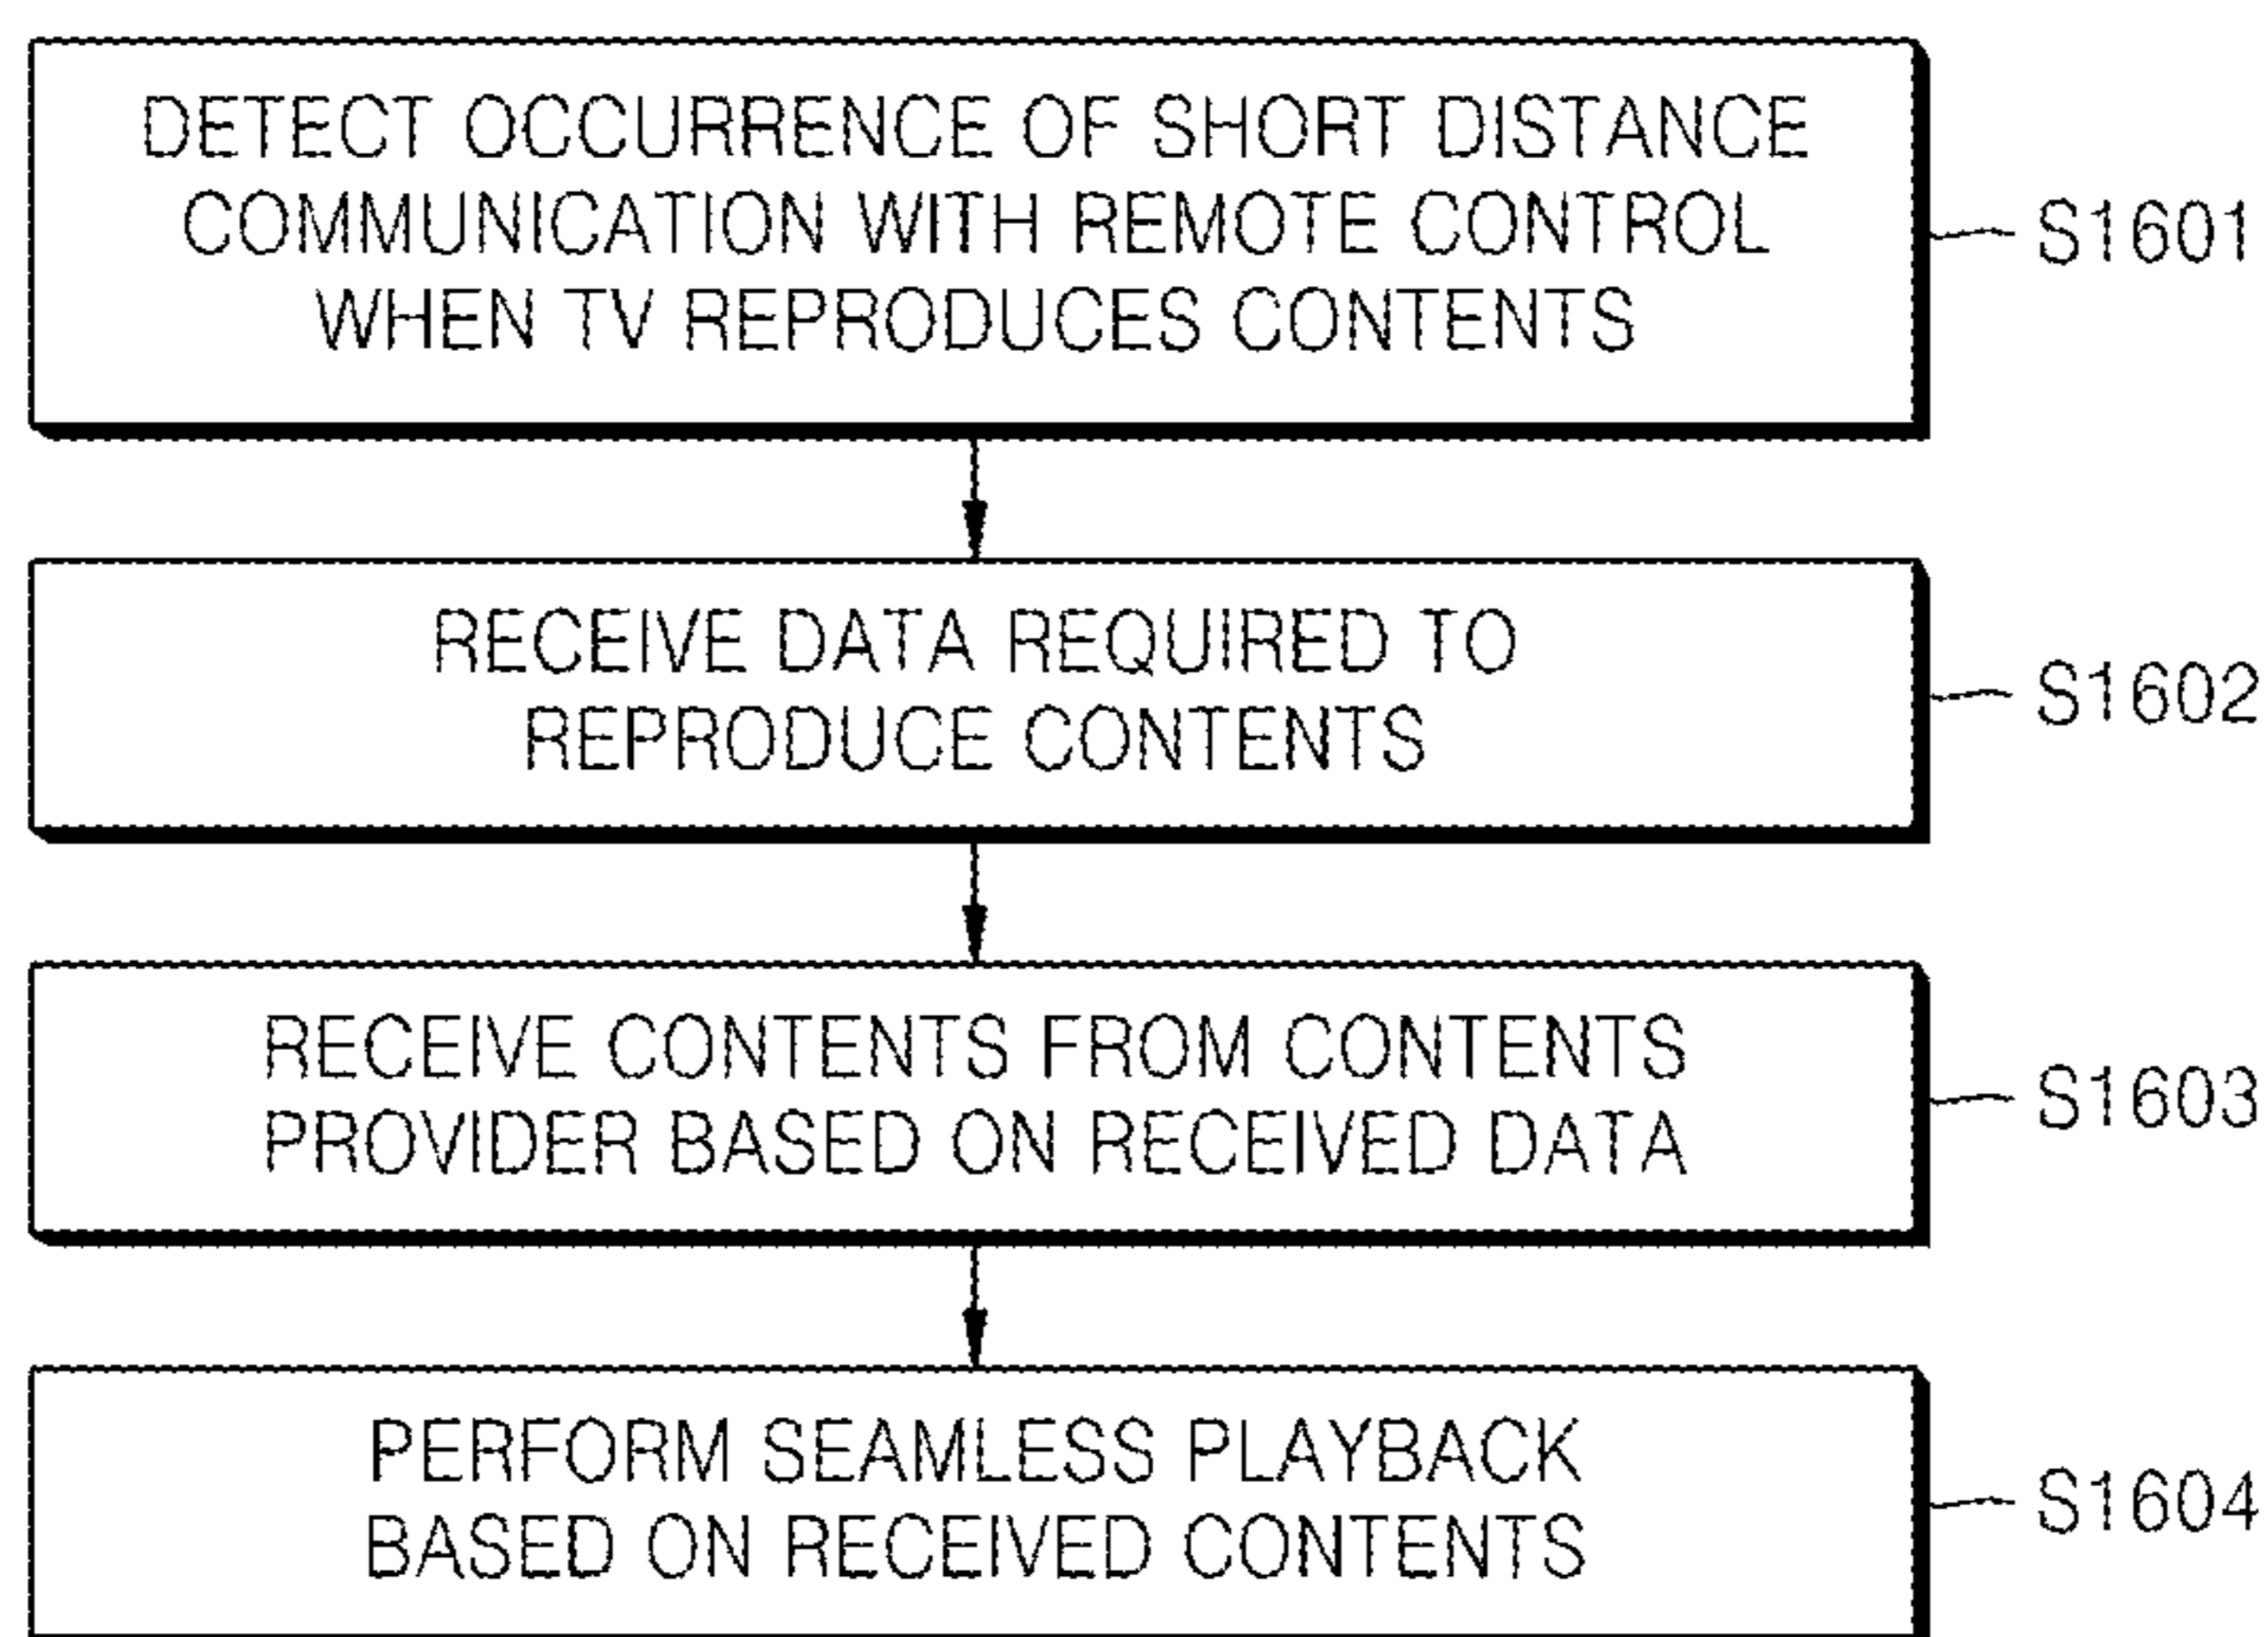 DETECT OCCURRENCE OF SHORT DISTANCE
COMMUNICATION WITH REMOTE CONTROL
WHEN TV REPRODUCES CONTENTS
S1601
RECEIVE DATA REQUIRED TO
REPRODUCE CONTENTS
S1602
RECEIVE CONTENTS FROM CONTENTS
PROVIDER BASED ON RECEIVED DATA
S1603
PERFORM SEAMLESS PLAYBACK
BASED ON RECEIVED CONTENTS
S1604